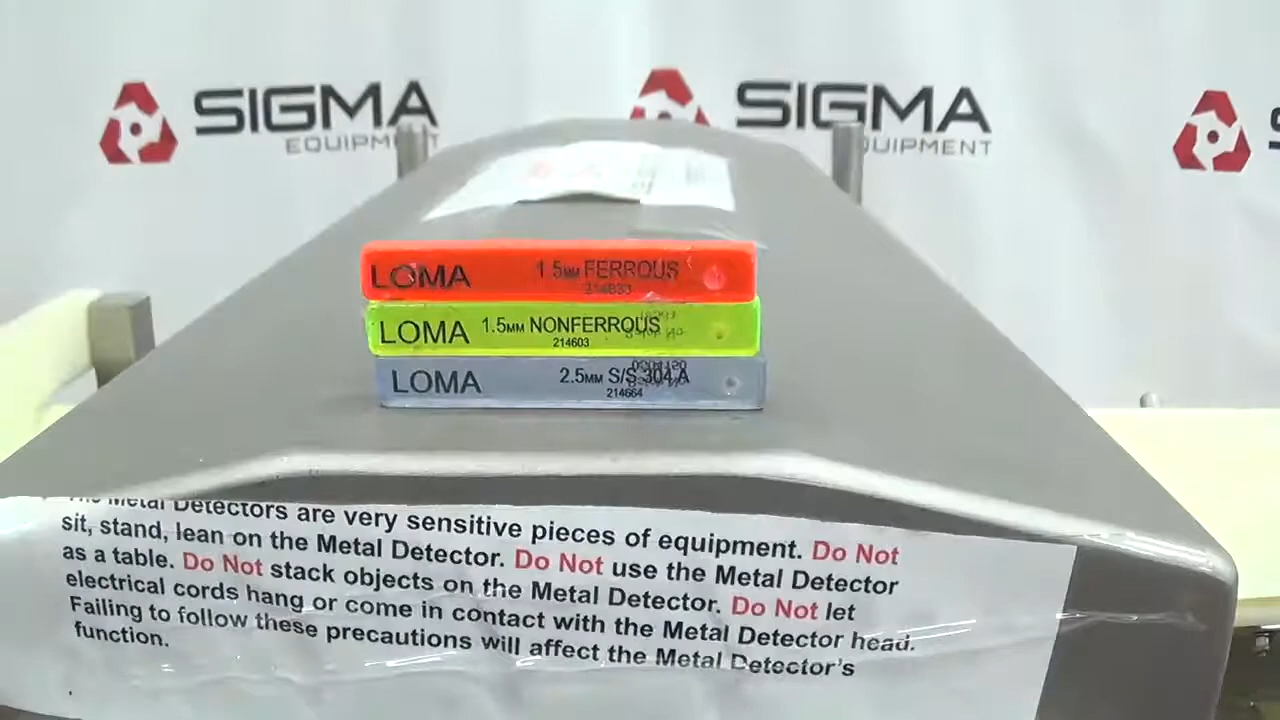 SIGMA
EQUIPMENT
SIGMA
EQUIPMENT
LOMA 1.5MM FERROUS
LOMA 1.5MM NONFERROUS
214603
LOMA 2.5MM S/S 304 A
214664
The Metal Detectors are very sensitive pieces of equipment. Do Not
sit, stand, lean on the Metal Detector. Do Not use the Metal Detector
as a table. Do Not stack objects on the Metal Detector. Do Not let
electrical cords hang or come in contact with the Metal Detector head.
Failing to follow these precautions will affect the Metal Detector's
function.